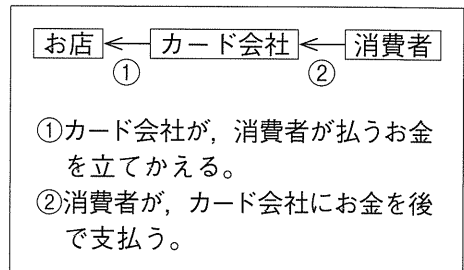 お店 カード会社 消費者
① ②
①カード会社が，消費者が払うお金
を立てかえる。
②消費者が，カード会社にお金を後
で支払う。